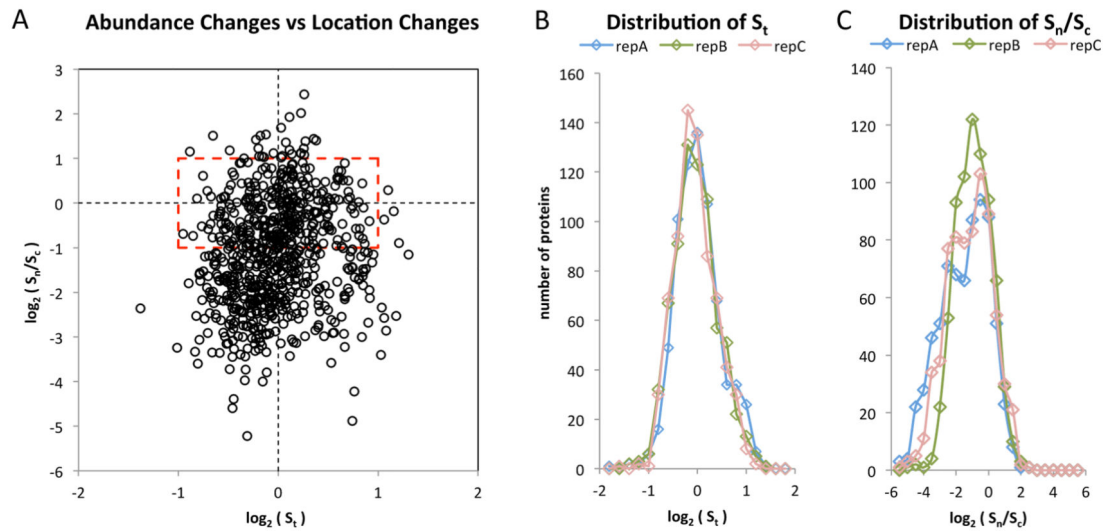 A Abundance Changes vs Location Changes
3
2
1
0
-1
-2
-3
-4
-5
-6
log2 ( Sn/Sc )
-2 -1 0 1 2
log2 ( St )
B Distribution of St
repA repB repC
160
140
120
100
80
60
40
20
0
number of proteins
-2 -1 0 1 2
log2 ( St )
C Distribution of Sn/Sc
repA repB repC
140
120
100
80
60
40
20
0
-6 -4 -2 0 2 4 6
log2 ( Sn/Sc )